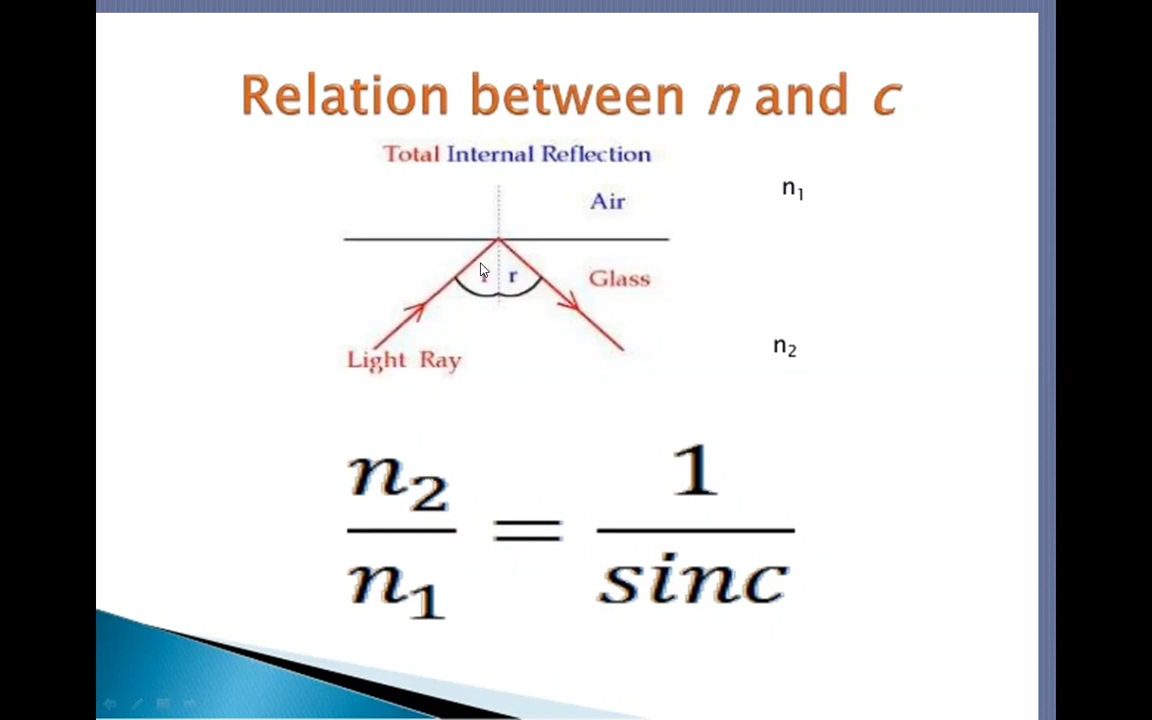 Relation between n and c
Total Internal Reflection
n₁
Air
r
Glass
n₂
Light Ray
n₂/n₁ = 1/sinc